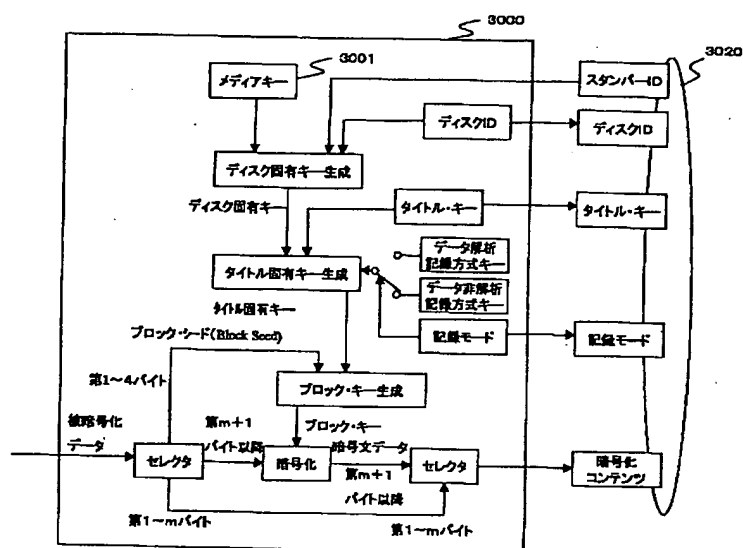 3000
3001
3020
メディアキー
スタンパーID
ディスクID
ディスクID
ディスク固有キー生成
ディスク固有キー
タイトル・キー
タイトル・キー
データ解析
記録方式キー
タイトル固有キー生成
データ非解析
記録方式キー
タイトル固有キー
記録モード
記録モード
ブロック・シード(Block Seed)
第1~4バイト
ブロック・キー生成
被暗号化
データ
第m+1
バイト以降
ブロック・キー
暗号文データ
第m+1
バイト以降
セレクタ
暗号化
セレクタ
暗号化
コンテンツ
第1~mバイト
第1~mバイト